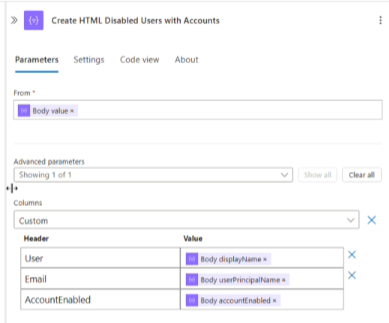 Create HTML Disabled Users with Accounts
Parameters Settings Code view About
From *
Body value ×
Advanced parameters
Showing 1 of 1 Show all Clear all
Columns
Custom
Header Value
User Body displayName ×
Email Body userPrincipalName ×
AccountEnabled Body accountEnabled ×